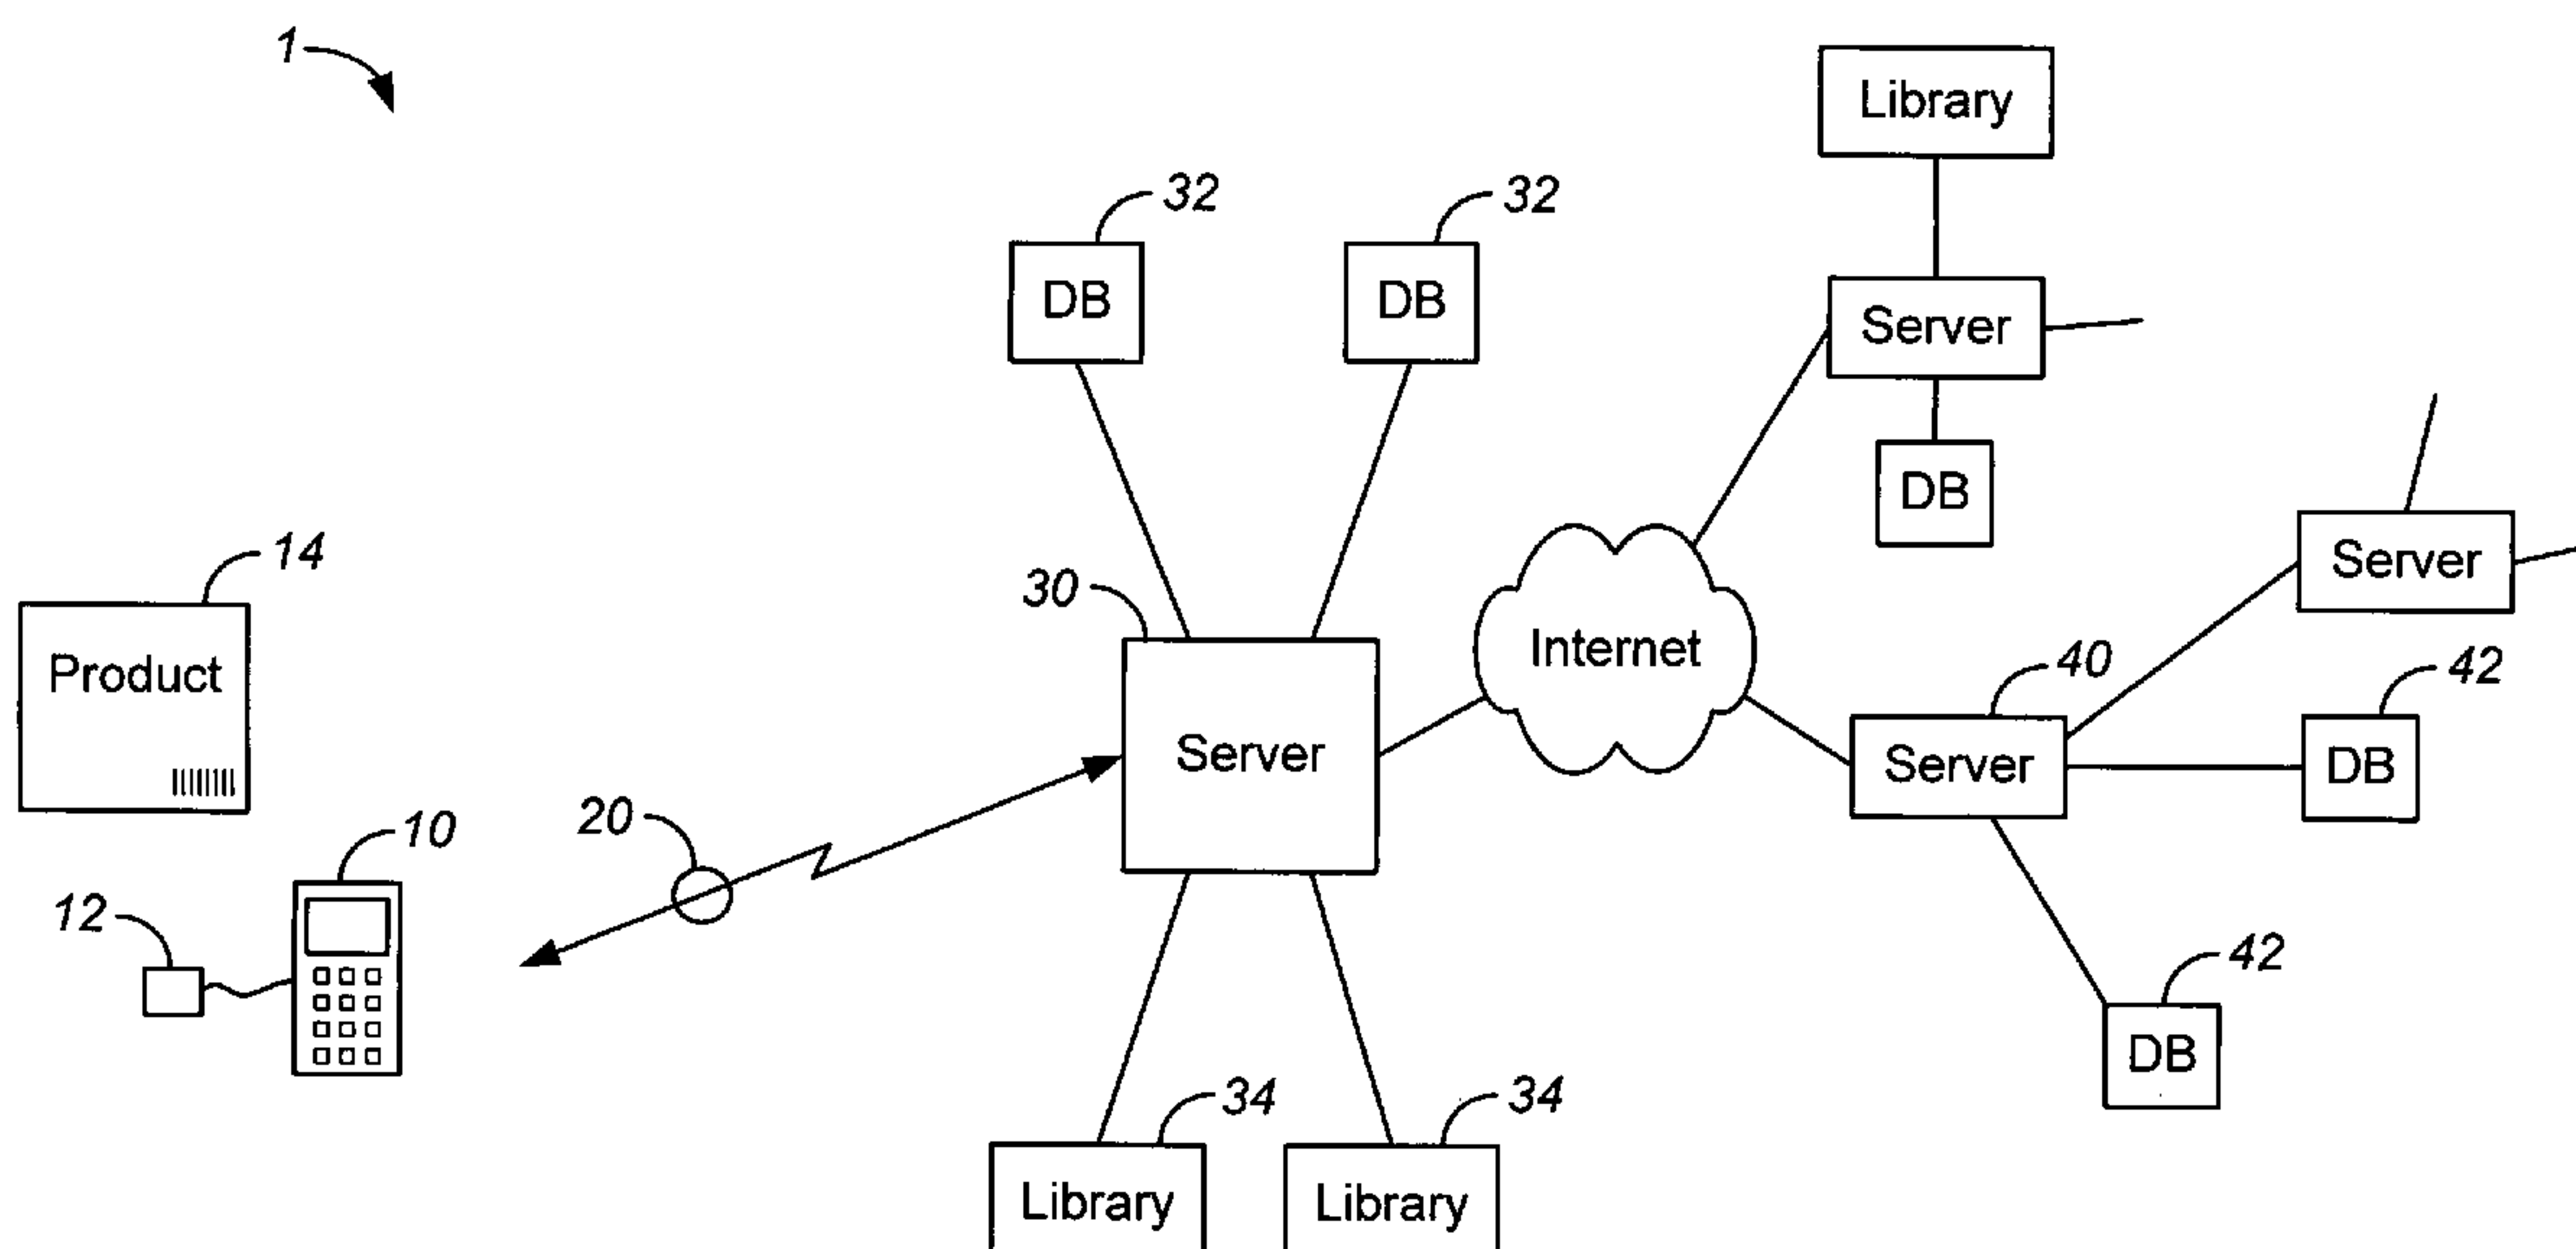 1
Library
32
32
DB
DB
Server
DB
14
Product
30
Internet
Server
40
42
Server
Server
DB
10
20
12
42
DB
34
34
Library
Library